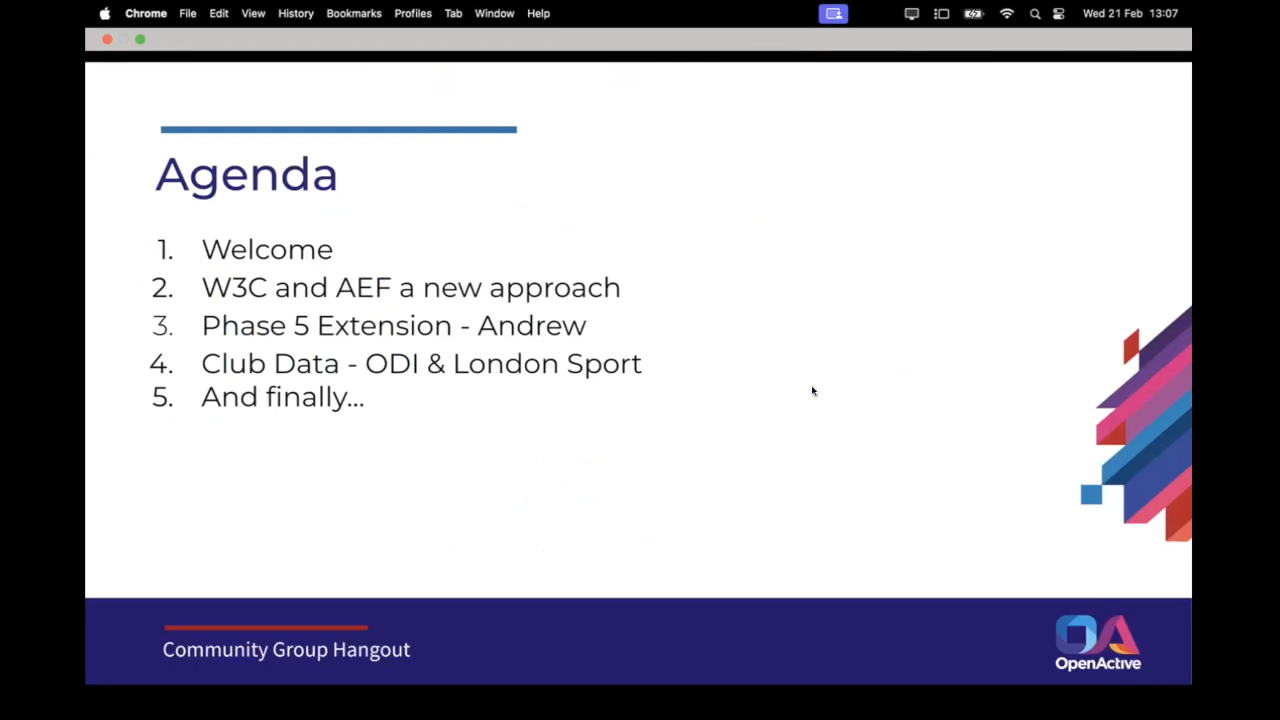 Chrome File Edit View History Bookmarks Profiles Tab Window Help Wed 21 Feb 13:07
Agenda
1. Welcome
2. W3C and AEF a new approach
3. Phase 5 Extension - Andrew
4. Club Data - ODI & London Sport
5. And finally...
Community Group Hangout
OA
OpenActive